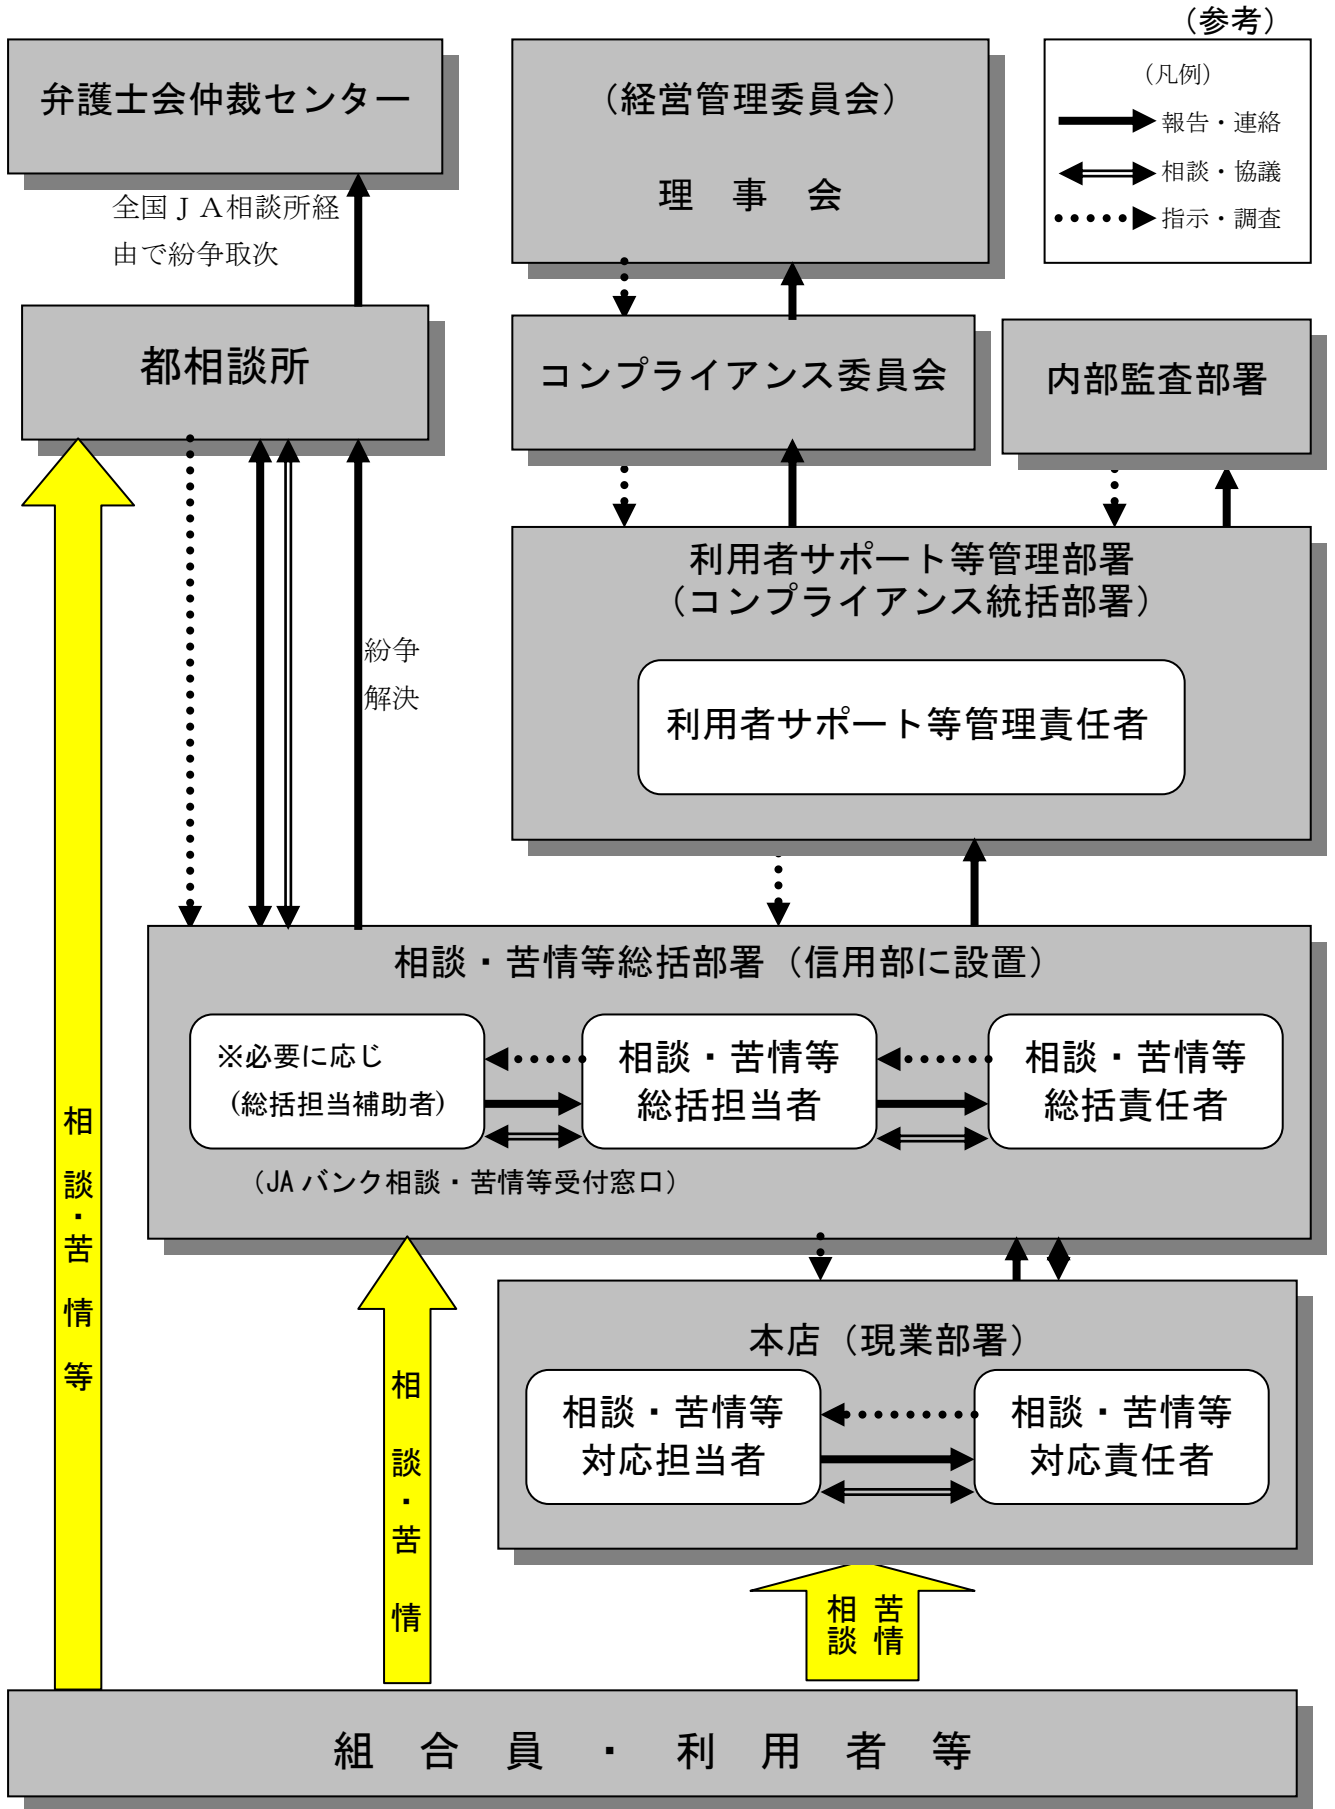 （参考）
（凡例）
報告・連絡
相談・協議
指示・調査
弁護士会仲裁センター
（経営管理委員会）
理　事　会
全国ＪＡ相談所経
由で紛争取次
都相談所
コンプライアンス委員会
内部監査部署
利用者サポート等管理部署
（コンプライアンス統括部署）
利用者サポート等管理責任者
紛争
解決
相談・苦情等総括部署（信用部に設置）
※必要に応じ
(総括担当補助者)
相談・苦情等
総括担当者
相談・苦情等
総括責任者
（JAバンク相談・苦情等受付窓口）
相談・苦情等
相談・苦情
本店（現業部署）
相談・苦情等
対応担当者
相談・苦情等
対応責任者
相談
苦情
組　合　員　・　利　用　者　等